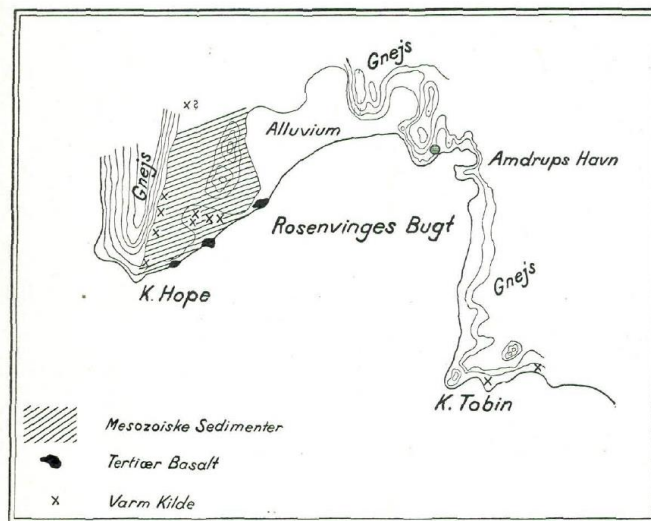 Gnejs
Alluvium
Amdrups Havn
Gnejs
Rosenvinges Bugt
K. Hope
Gnejs
K. Tobin
Mesozoiske Sedimenter
Tertiær Basalt
x Varm Kilde